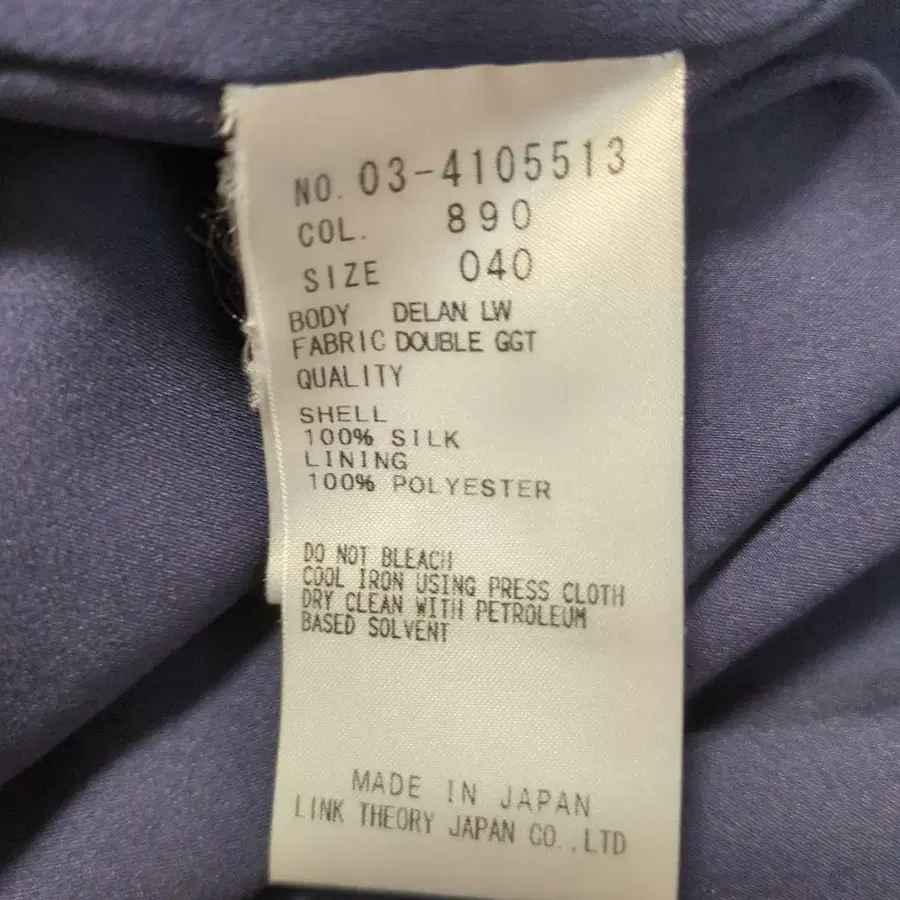 NO. 03-4105513
COL. 890
SIZE 040
BODY DELAN LW
FABRIC DOUBLE GGT
QUALITY
SHELL
100% SILK
LINING
100% POLYESTER
DO NOT BLEACH
COOL IRON USING PRESS CLOTH
DRY CLEAN WITH PETROLEUM
BASED SOLVENT
MADE IN JAPAN
LINK THEORY JAPAN CO.,LTD